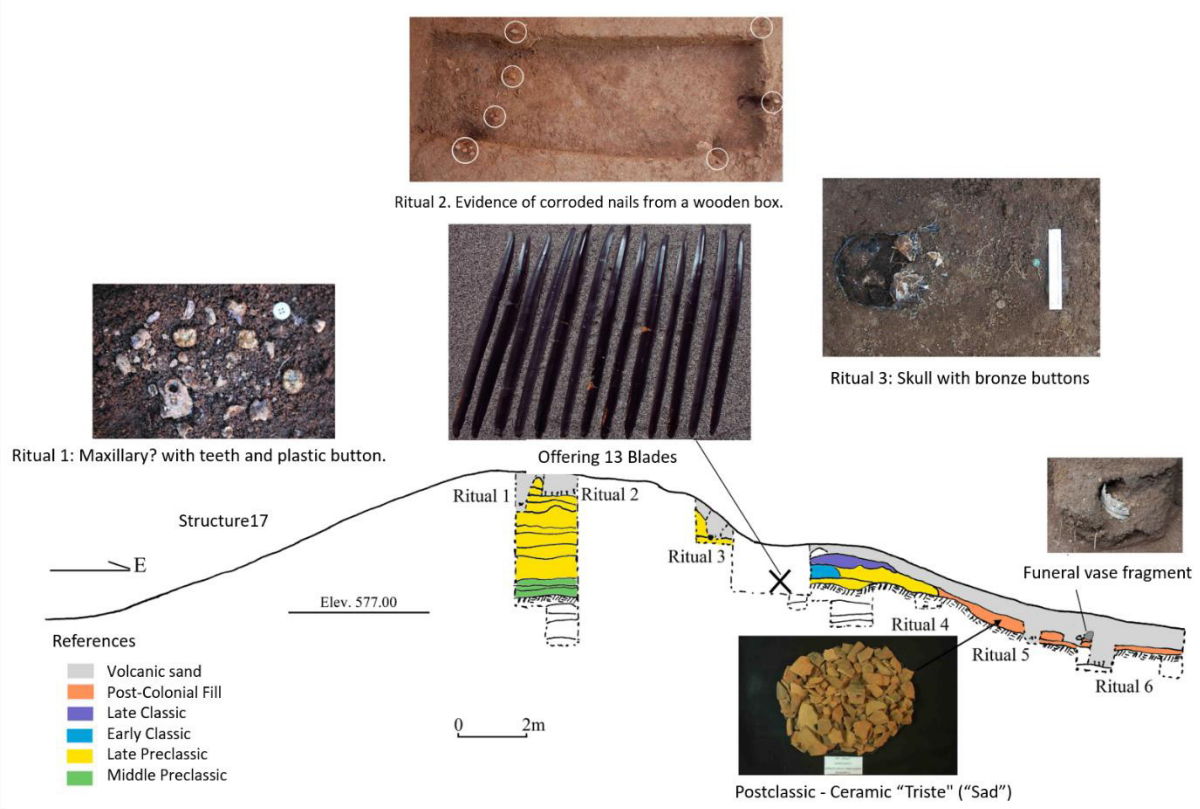 Ritual 2. Evidence of corroded nails from a wooden box.
Ritual 3: Skull with bronze buttons
Ritual 1: Maxillary? with teeth and plastic button.
Offering 13 Blades
Ritual 1
Ritual 2
Structure17
Ritual 3
E
Funeral vase fragment
Elev. 577.00
Ritual 4
Ritual 5
Ritual 6
References
Volcanic sand
Post-Colonial Fill
Late Classic
Early Classic
Late Preclassic
Middle Preclassic
0 2m
Postclassic - Ceramic “Triste" (“Sad”)